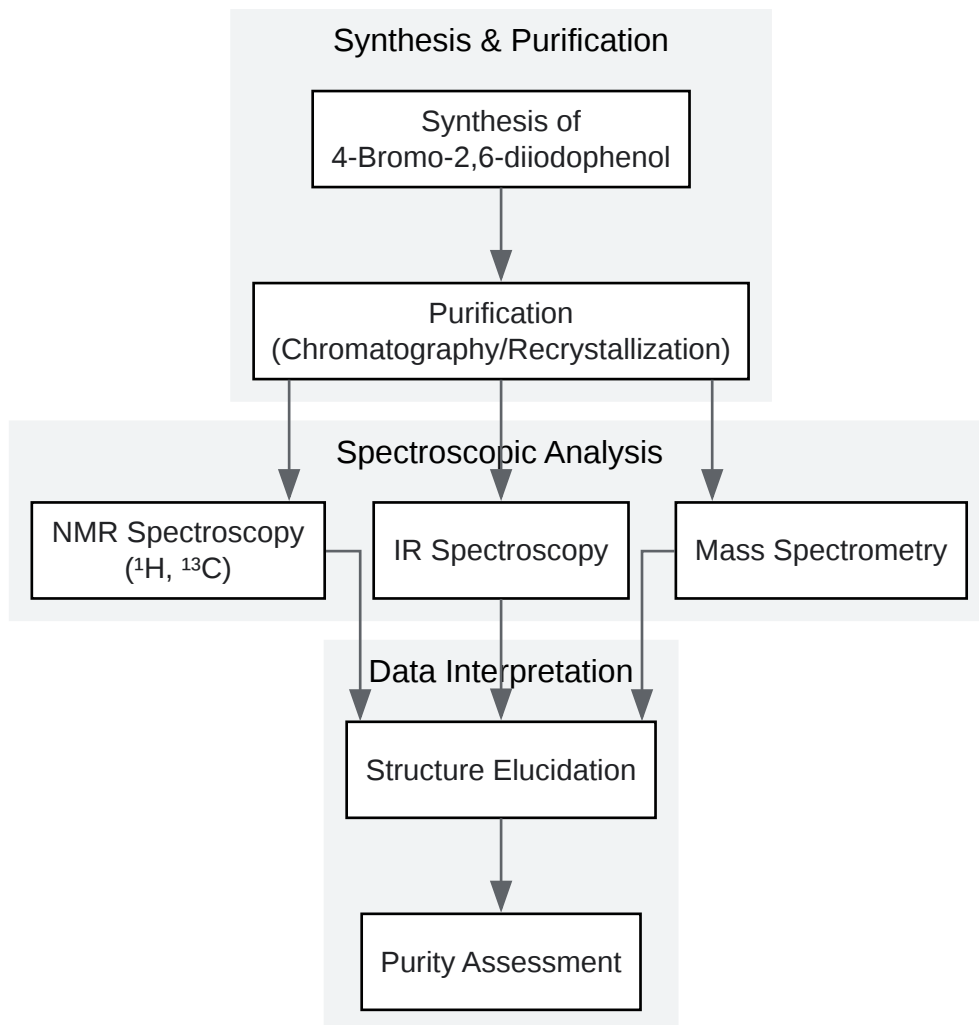 Synthesis & Purification
Synthesis of
4-Bromo-2,6-diiodophenol
Purification
(Chromatography/Recrystallization)
Spectroscopic Analysis
NMR Spectroscopy
(¹H, ¹³C)
IR Spectroscopy
Mass Spectrometry
Data Interpretation
Structure Elucidation
Purity Assessment